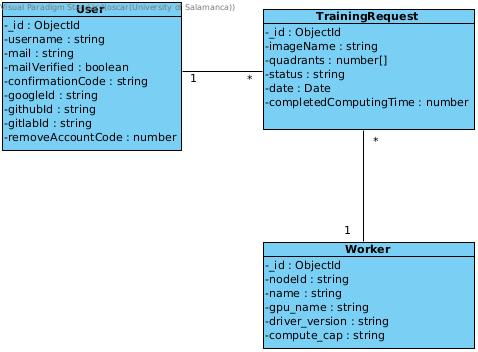 Visual Paradigm Standard(oscar(University of Salamanca))
User
-_id : ObjectId
-username : string
-mail : string
-mailVerified : boolean
-confirmationCode : string
-googleId : string
-githubId : string
-gitlabId : string
-removeAccountCode : number
1
*
TrainingRequest
-_id : ObjectId
-imageName : string
-quadrants : number[]
-status : string
-date : Date
-completedComputingTime : number
*
1
Worker
-_id : ObjectId
-nodeId : string
-name : string
-gpu_name : string
-driver_version : string
-compute_cap : string